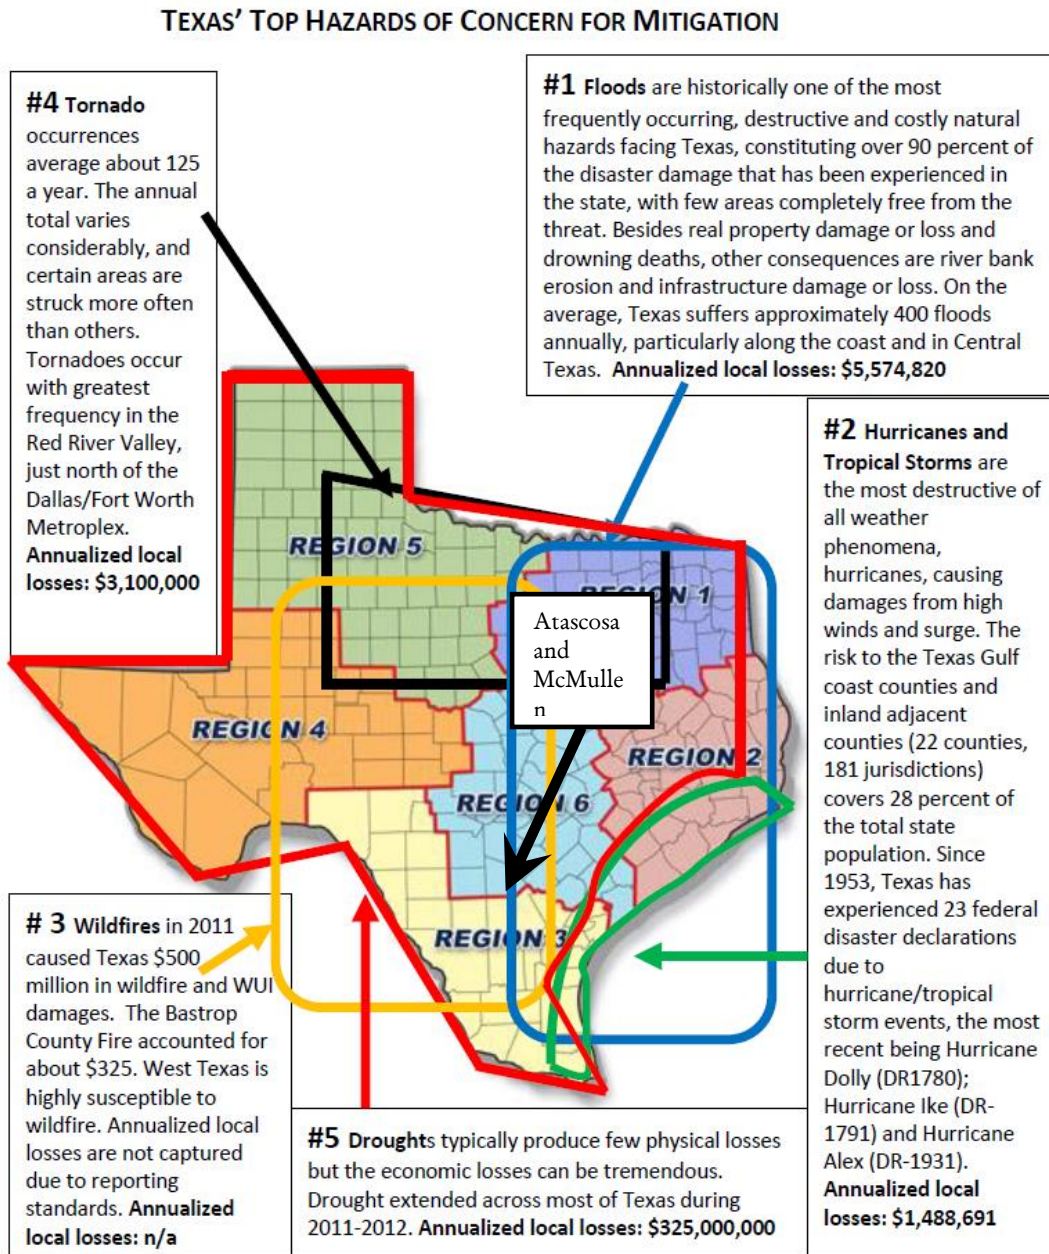 TEXAS' TOP HAZARDS OF CONCERN FOR MITIGATION
#4 Tornado
occurrences
average about 125
a year. The annual
total varies
considerably, and
certain areas are
struck more often
than others.
Tornadoes occur
with greatest
frequency in the
Red River Valley,
just north of the
Dallas/Fort Worth
Metroplex.
Annualized local
losses: $3,100,000
#1 Floods are historically one of the most
frequently occurring, destructive and costly natural
hazards facing Texas, constituting over 90 percent of
the disaster damage that has been experienced in
the state, with few areas completely free from the
threat. Besides real property damage or loss and
drowning deaths, other consequences are river bank
erosion and infrastructure damage or loss. On the
average, Texas suffers approximately 400 floods
annually, particularly along the coast and in Central
Texas. Annualized local losses: $5,574,820
#2 Hurricanes and
Tropical Storms are
the most destructive of
all weather
phenomena,
hurricanes, causing
damages from high
winds and surge. The
risk to the Texas Gulf
coast counties and
inland adjacent
counties (22 counties,
181 jurisdictions)
covers 28 percent of
the total state
population. Since
1953, Texas has
experienced 23 federal
disaster declarations
due to
hurricane/tropical
storm events, the most
recent being Hurricane
Dolly (DR1780);
Hurricane Ike (DR-
1791) and Hurricane
Alex (DR-1931).
Annualized local
losses: $1,488,691
REGION 5
REGION 1
Atascosa
and
McMulle
n
REGION 4
REGION 2
REGION 6
REGION 3
# 3 Wildfires in 2011
caused Texas $500
million in wildfire and WUI
damages. The Bastrop
County Fire accounted for
about $325. West Texas is
highly susceptible to
wildfire. Annualized local
losses are not captured
due to reporting
standards. Annualized
local losses: n/a
#5 Droughts typically produce few physical losses
but the economic losses can be tremendous.
Drought extended across most of Texas during
2011-2012. Annualized local losses: $325,000,000